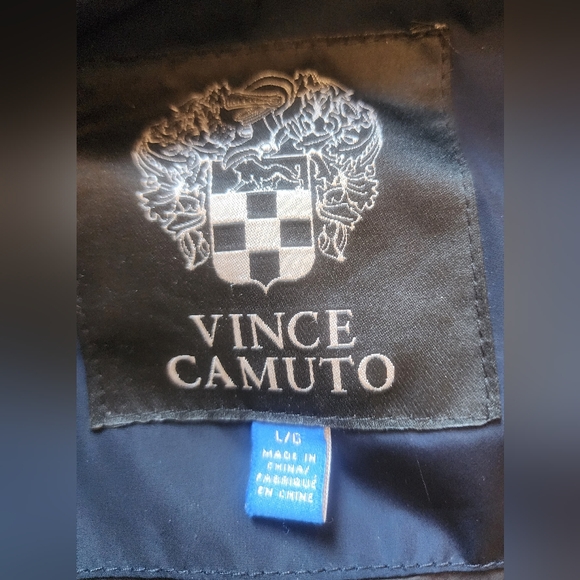 VINCE
CAMUTO
L/G
MADE IN
CHINA/
FABRIQUÉ
EN CHINE